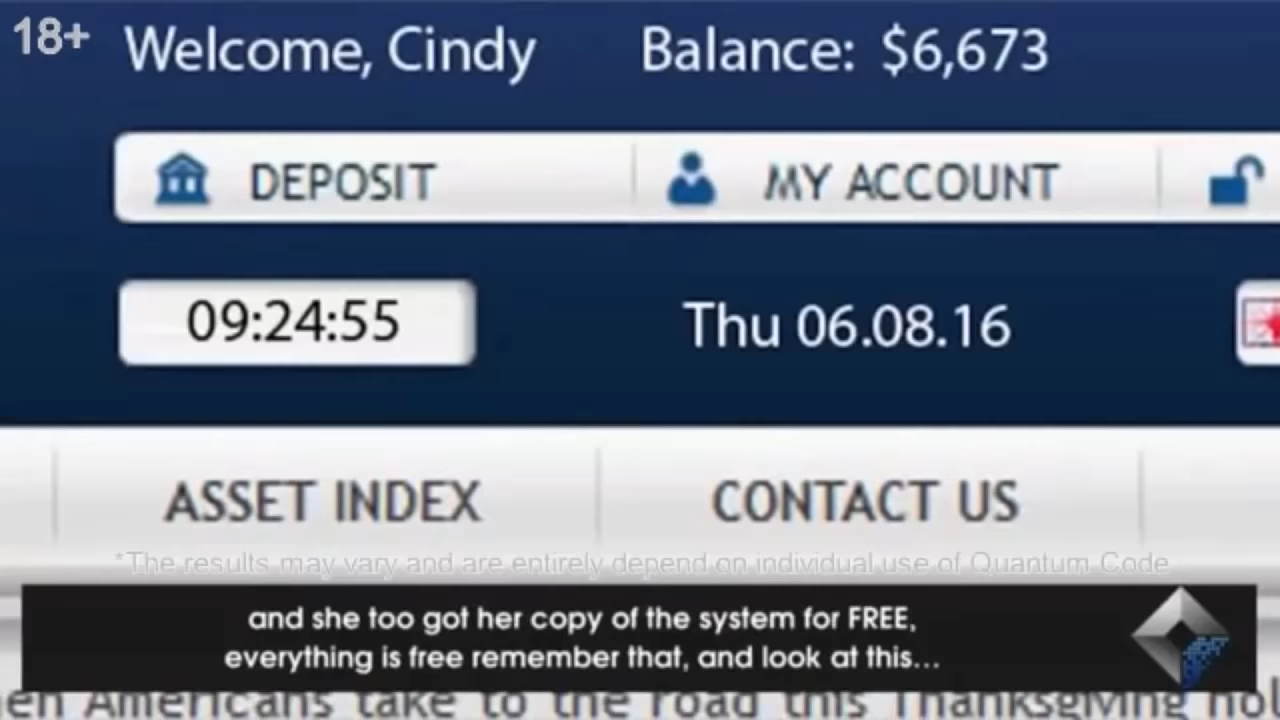 18+
Welcome, Cindy Balance: $6,673
DEPOSIT MY ACCOUNT
09:24:55 Thu 06.08.16
ASSET INDEX CONTACT US
*The results may vary and are entirely depend on individual use of Quantum Code
and she too got her copy of the system for FREE,
everything is free remember that, and look at this...
Americans take to the road this Thanksgiving